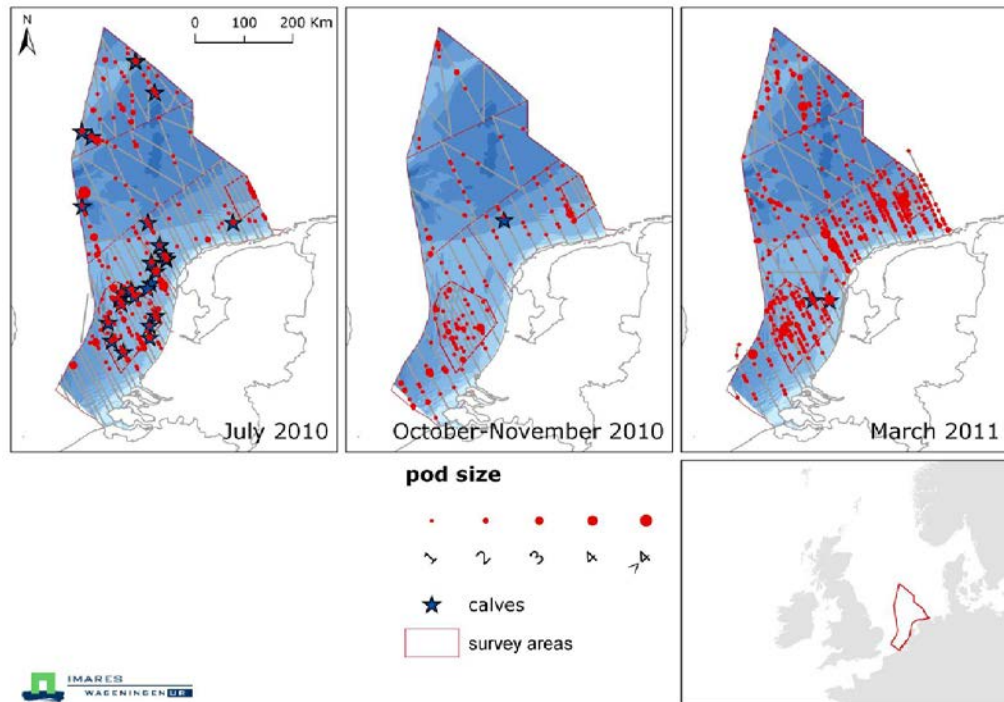 N
0 100 200 Km
July 2010
October-November 2010
March 2011
pod size
1 2 3 4 >4
calves
survey areas
IMARES
WAGENINGEN UR